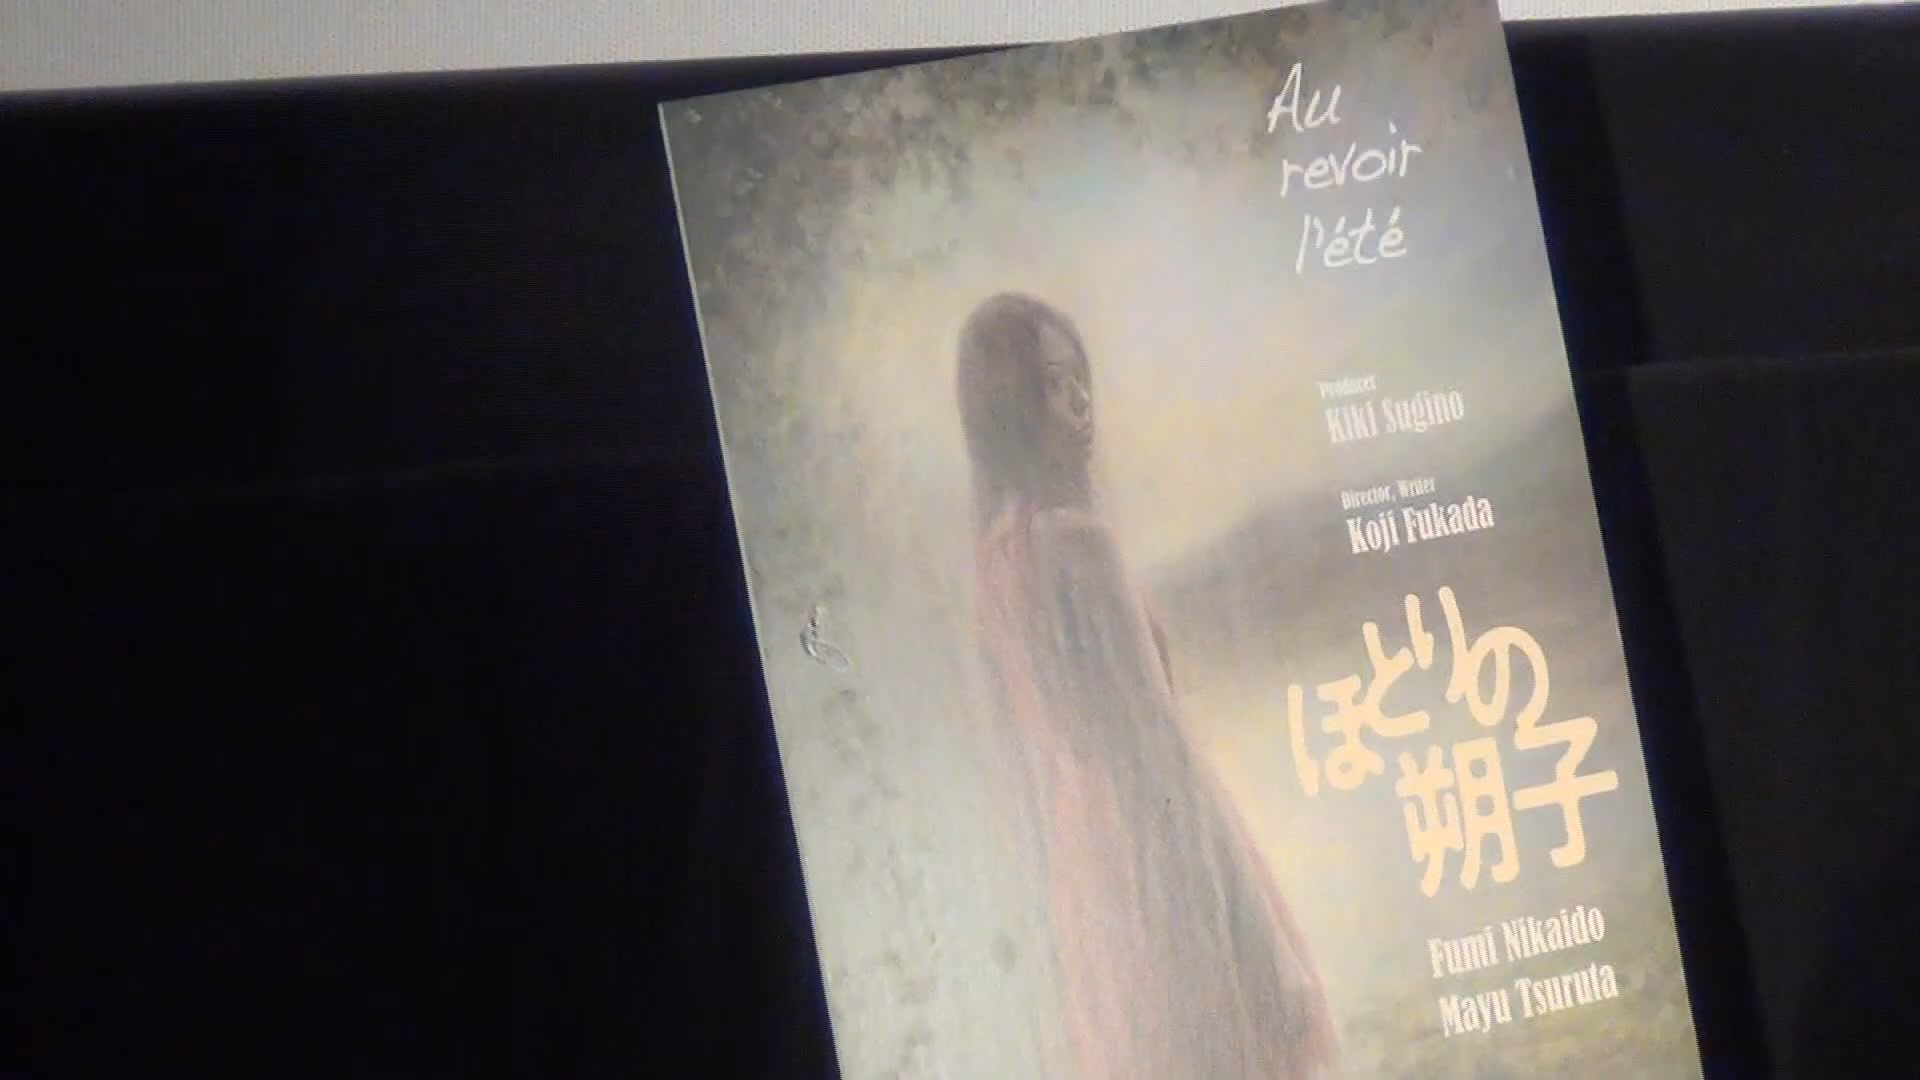 Au
revoir
l'été
Producer
Kiki Sugino
Director, Writer
Koji Fukada
ほとりの
朔子
Fumi Nikaido
Mayu Tsuruta